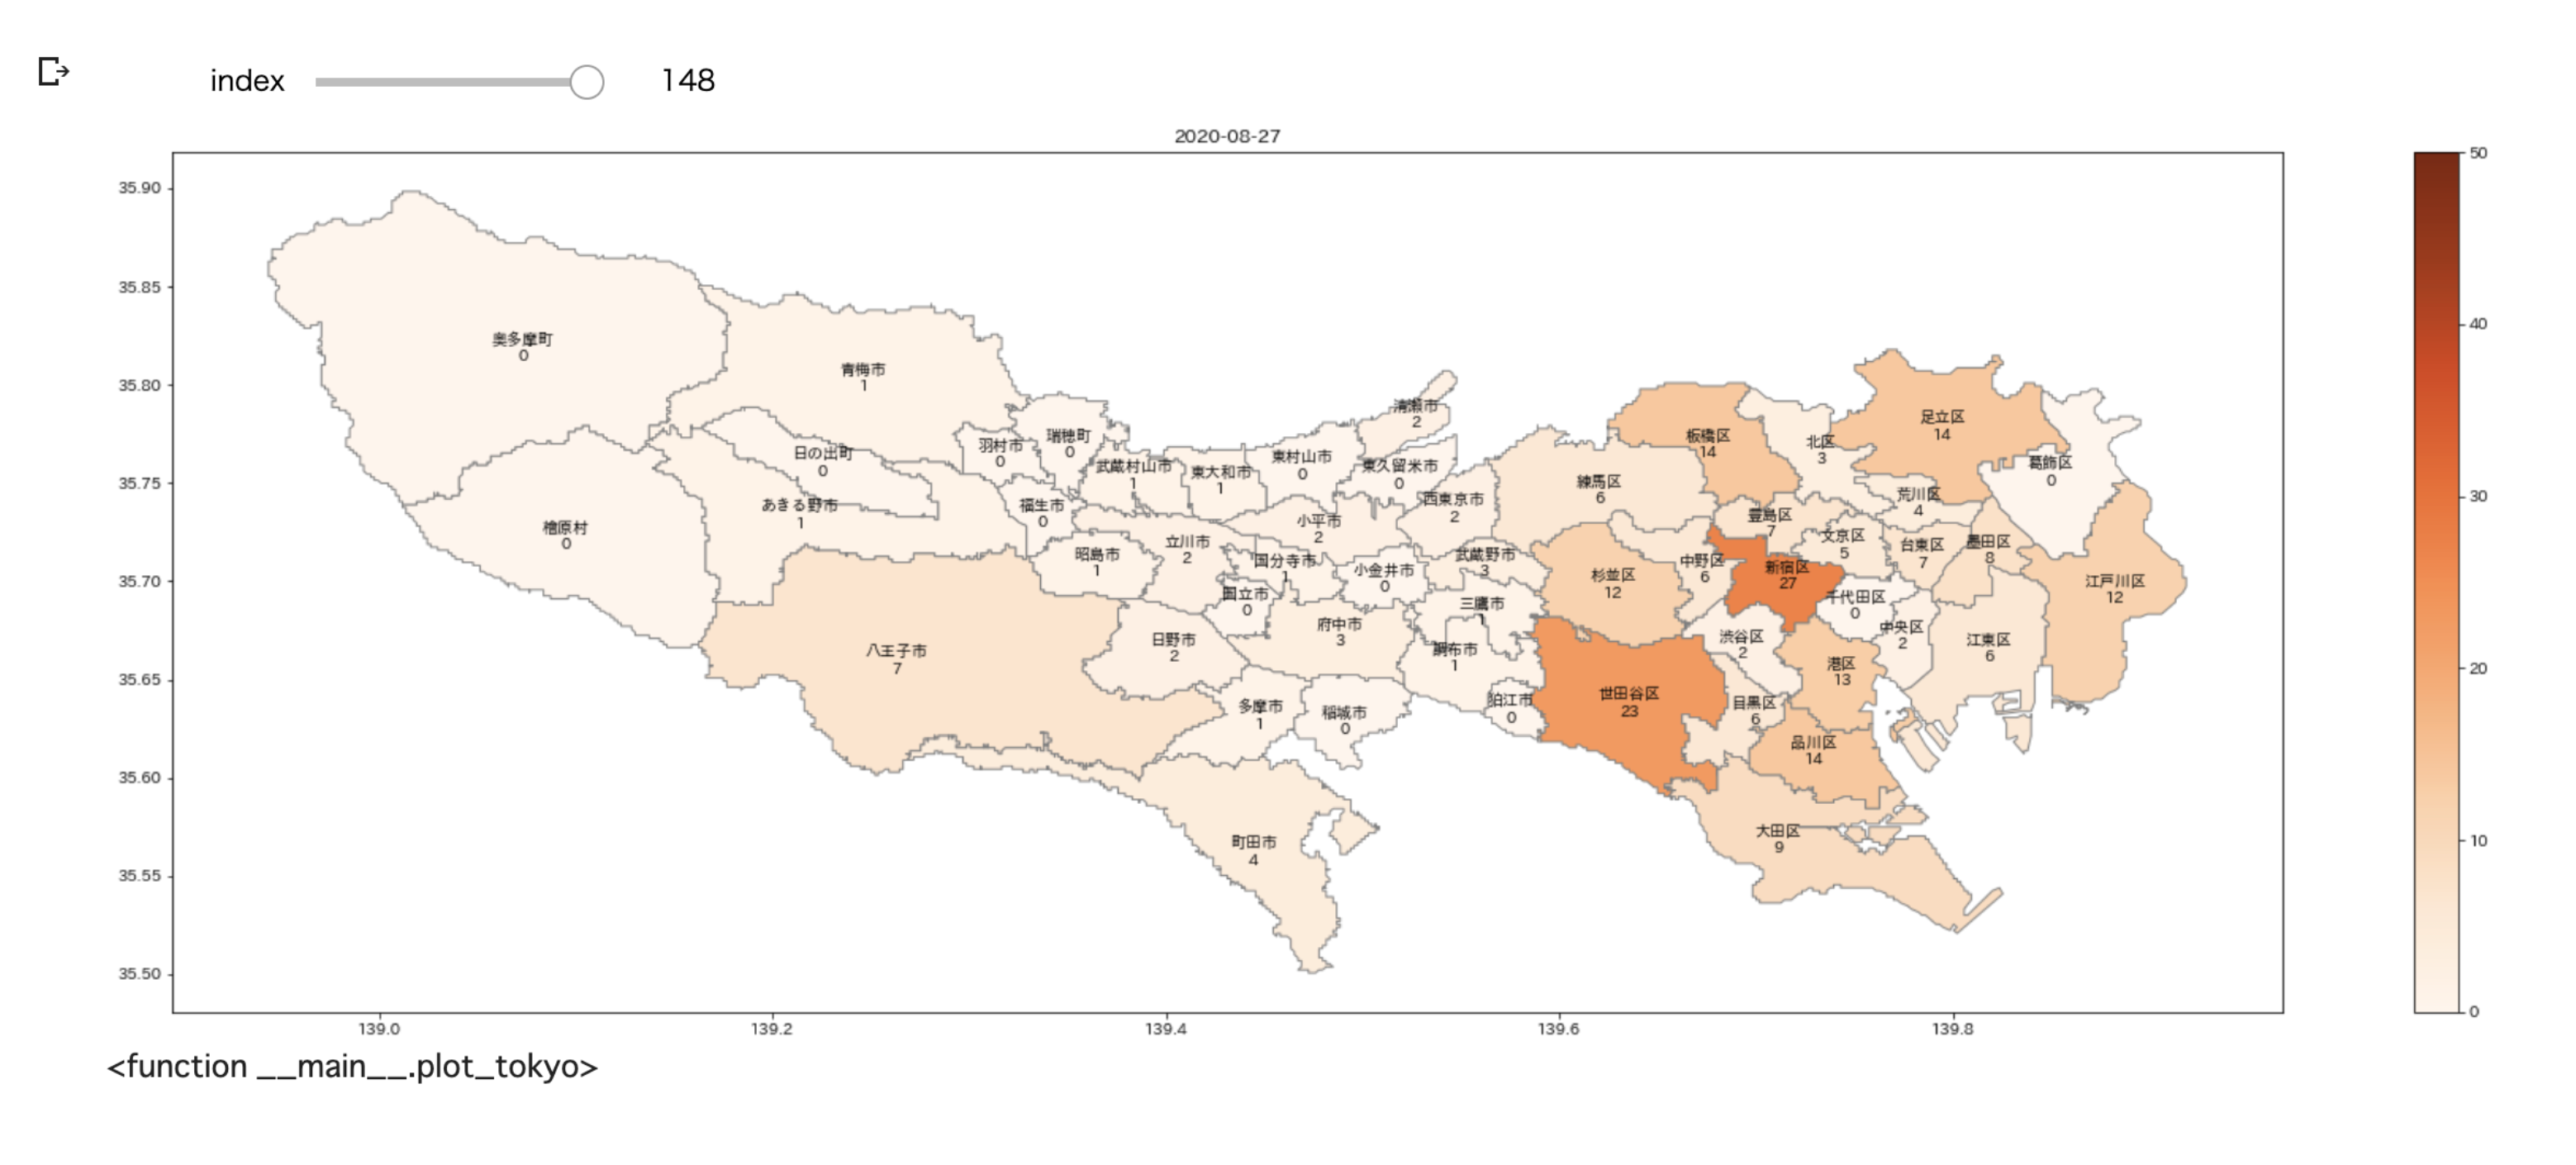 index 148
2020-08-27
35.90
35.85
35.80
35.75
35.70
35.65
35.60
35.55
35.50
139.0 139.2 139.4 139.6 139.8
50
40
30
20
10
0
奥多摩町
0
青梅市
1
日の出町
0
あきる野市
1
檜原村
0
羽村市
0
瑞穂町
0
福生市
0
武蔵村山市
1
東大和市
1
東村山市
0
清瀬市
2
東久留米市
0
西東京市
2
小平市
2
昭島市
1
立川市
2
国分寺市
1
国立市
0
小金井市
0
武蔵野市
3
三鷹市
1
府中市
3
調布市
1
日野市
2
八王子市
7
多摩市
1
稲城市
0
狛江市
0
町田市
4
練馬区
6
板橋区
14
北区
3
足立区
14
葛飾区
0
荒川区
4
豊島区
7
文京区
5
台東区
7
墨田区
8
杉並区
12
中野区
6
新宿区
27
千代田区
0
江戸川区
12
渋谷区
2
中央区
2
江東区
6
世田谷区
23
港区
13
目黒区
6
品川区
14
大田区
9
<function __main__.plot_tokyo>